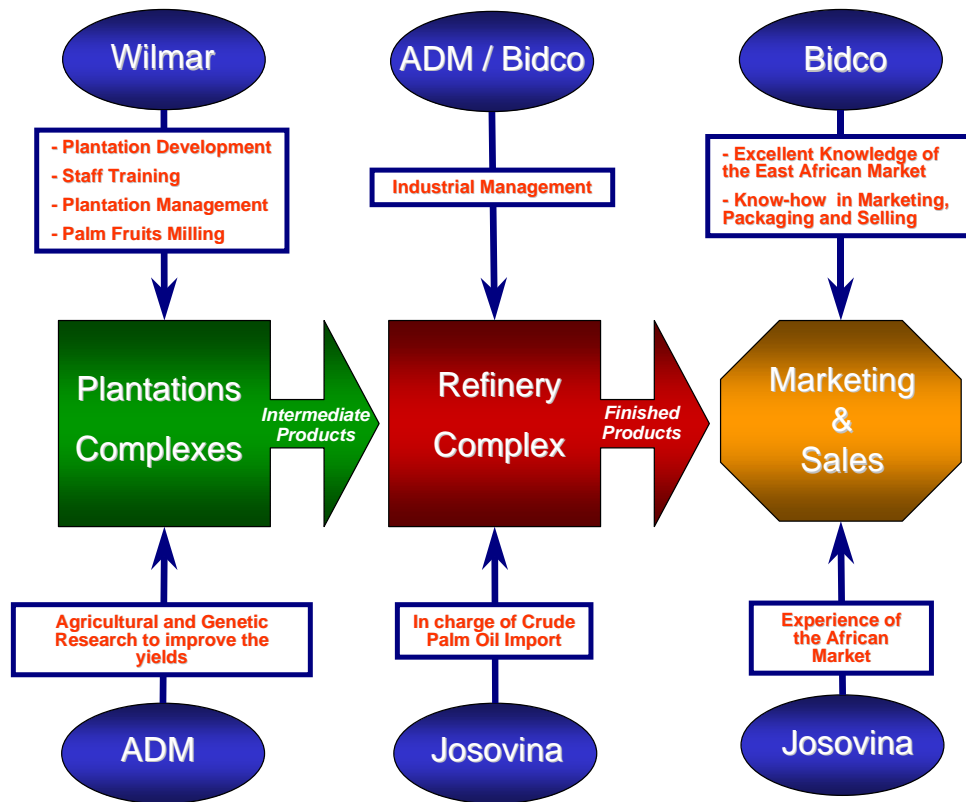 Wilmar
ADM / Bidco
Bidco
- Plantation Development
- Staff Training
- Plantation Management
- Palm Fruits Milling
Industrial Management
- Excellent Knowledge of
the East African Market
- Know-how in Marketing,
Packaging and Selling
Plantations
Complexes
Intermediate
Products
Refinery
Complex
Finished
Products
Marketing
&
Sales
Agricultural and Genetic
Research to improve the
yields
In charge of Crude
Palm Oil Import
Experience of
the African
Market
ADM
Josovina
Josovina